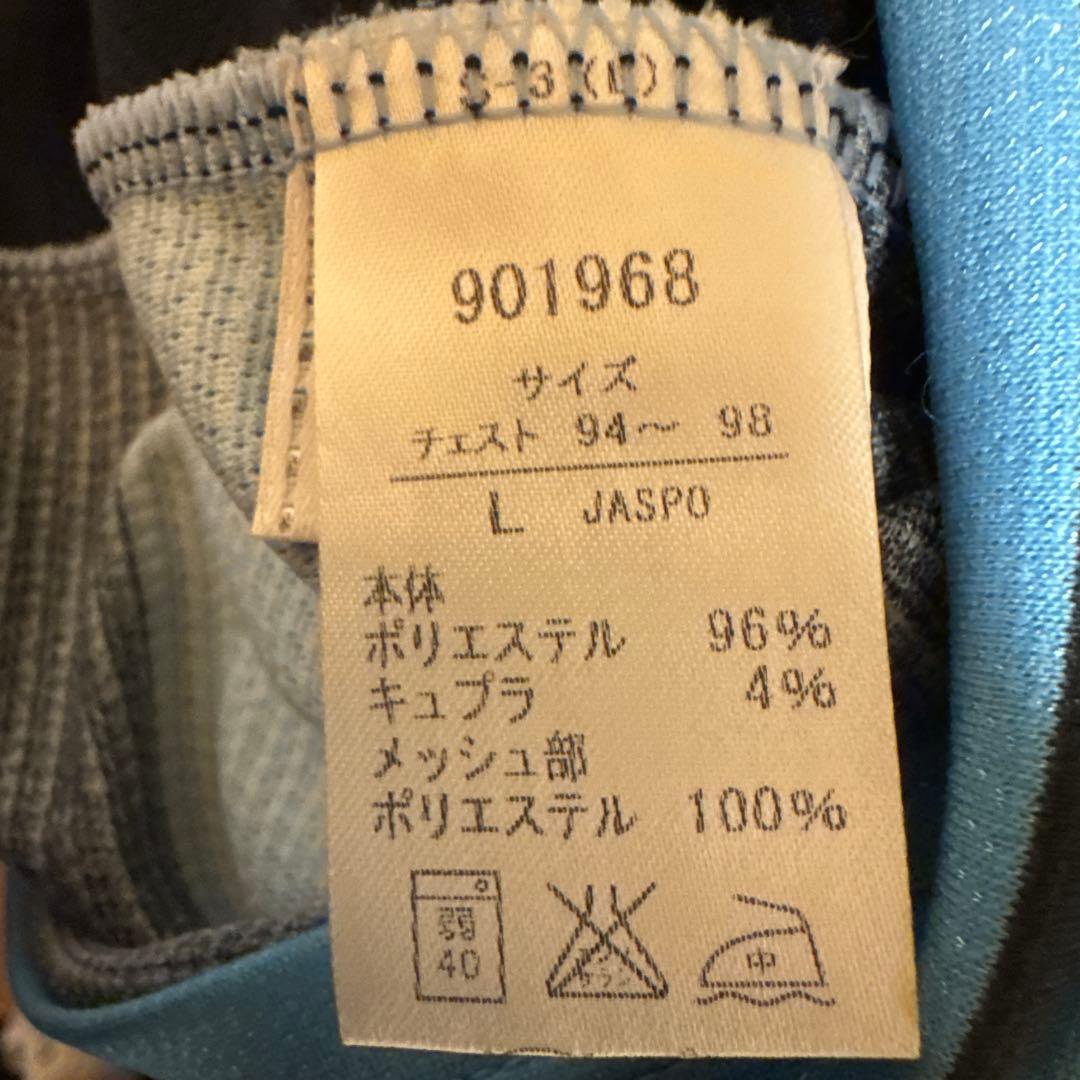 S-3(L)
901968
サイズ
チェスト 94～ 98
L JASPO
本体
ポリエステル 96%
キュプラ 4%
メッシュ部
ポリエステル 100%
弱
40
中